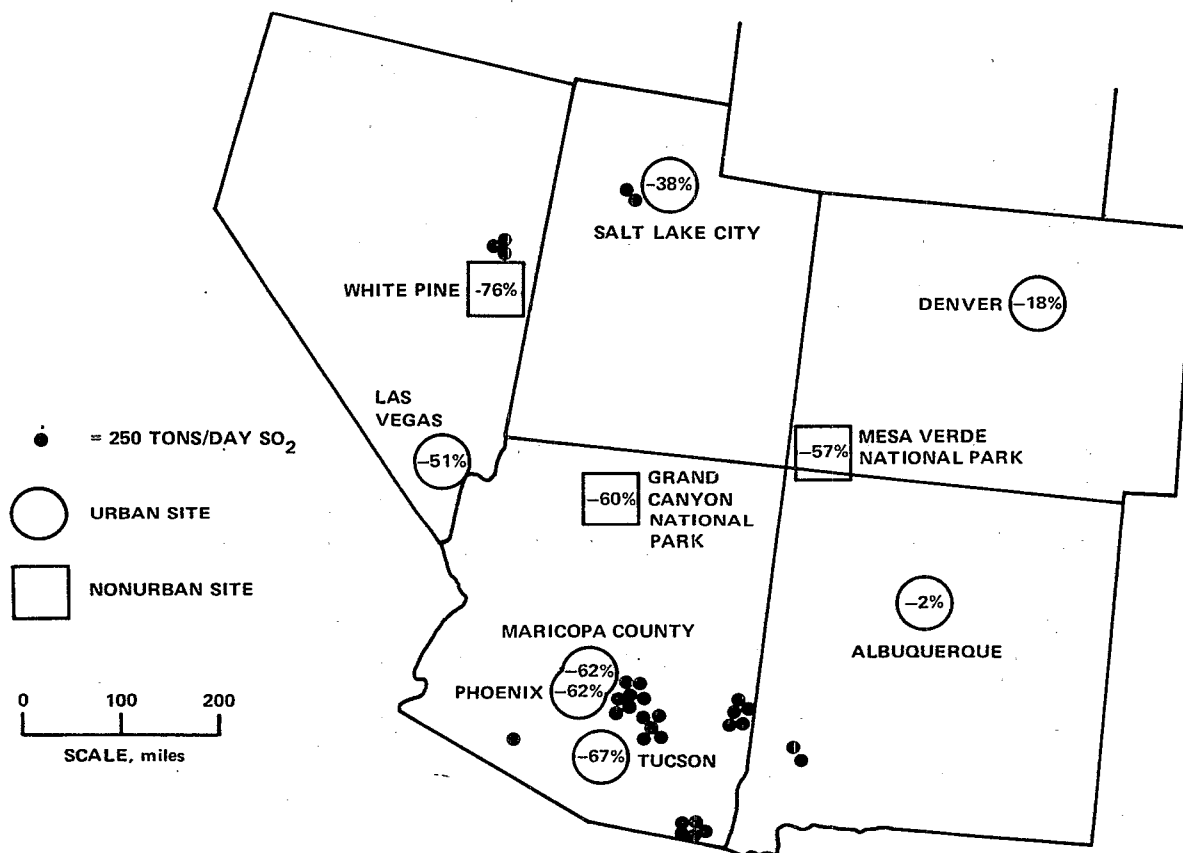 -38%
SALT LAKE CITY
WHITE PINE -76%
DENVER -18%
LAS
VEGAS
-51%
= 250 TONS/DAY SO₂
URBAN SITE
NONURBAN SITE
-57% MESA VERDE
NATIONAL PARK
-60% GRAND
CANYON
NATIONAL
PARK
-2%
ALBUQUERQUE
MARICOPA COUNTY
-62%
PHOENIX -62%
-67% TUCSON
0 100 200
SCALE, miles